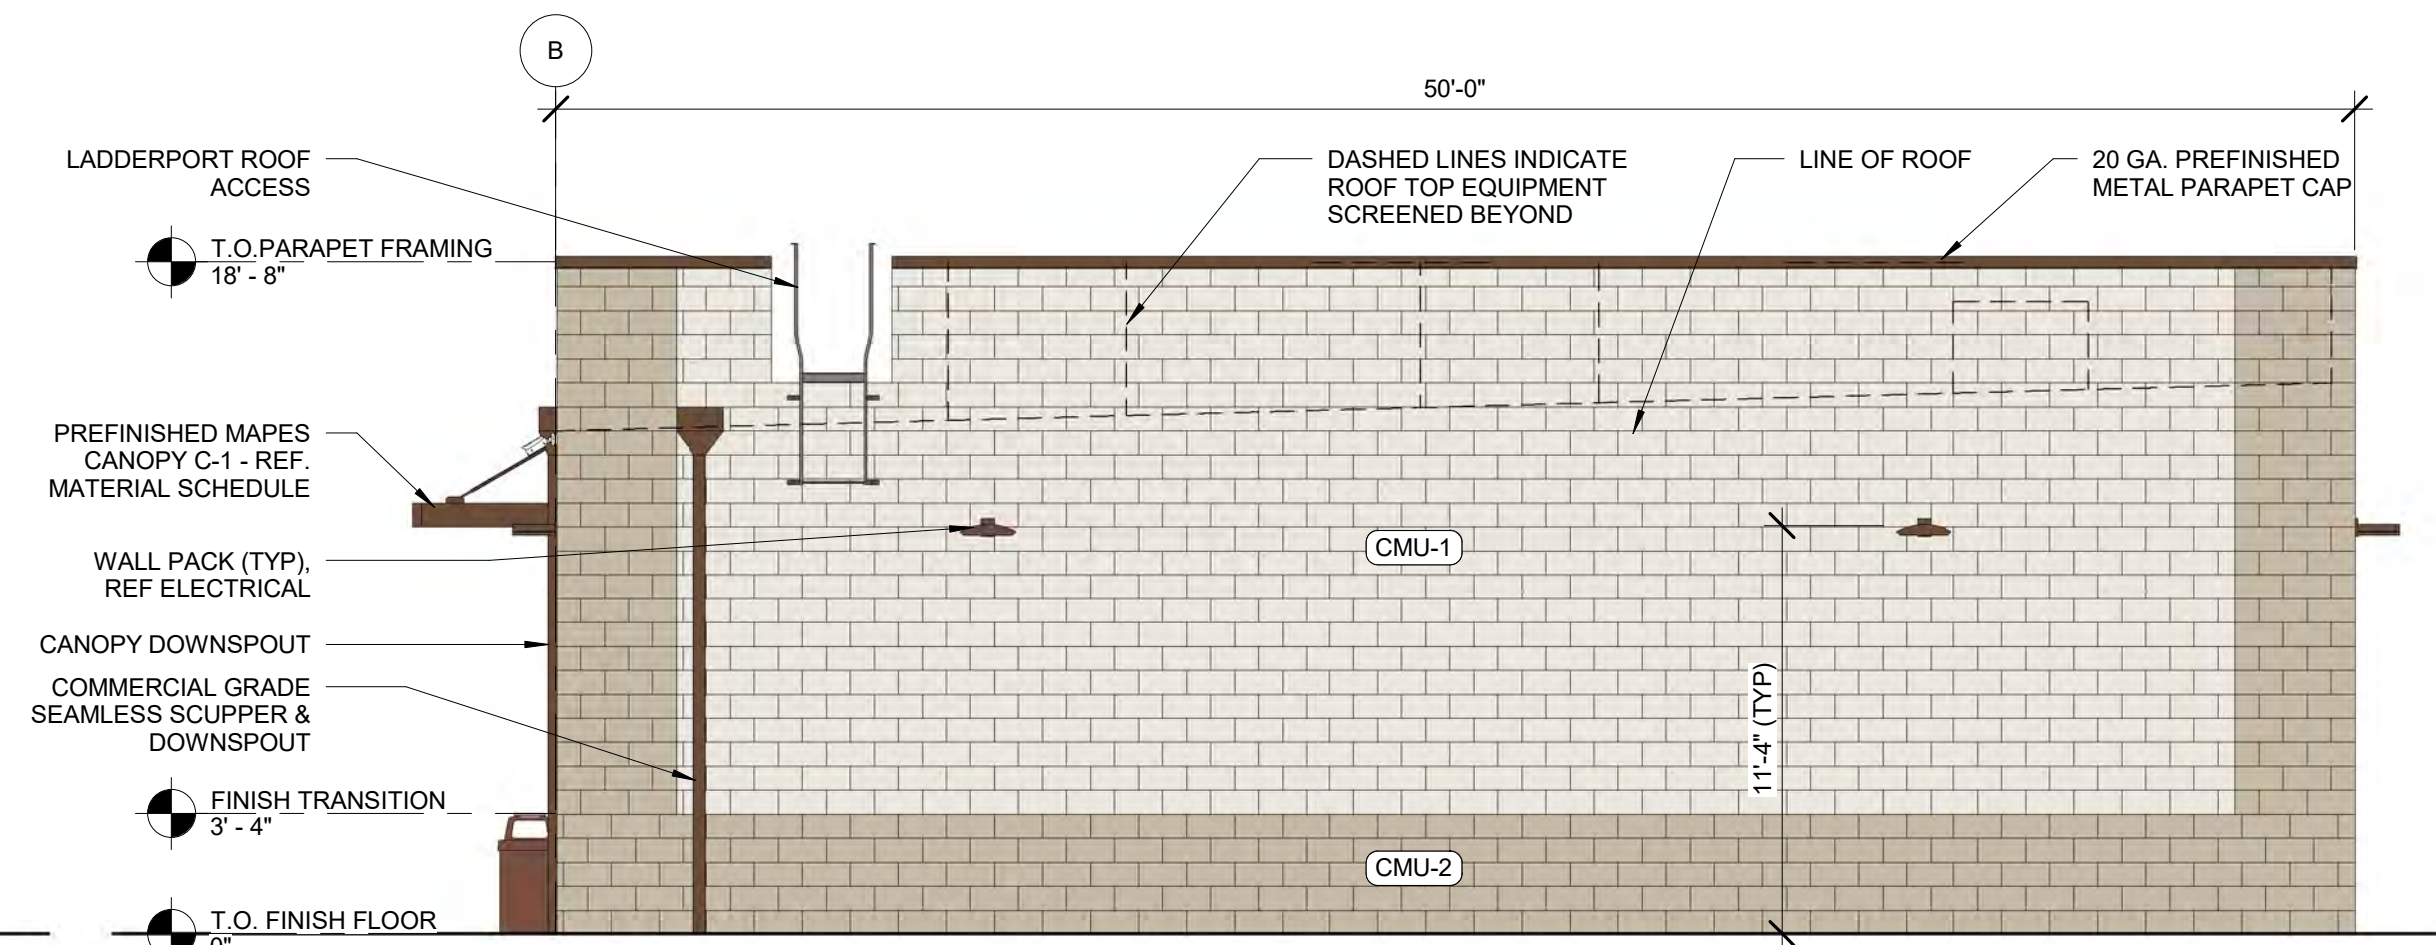 B
50'-0"
LADDERPORT ROOF
ACCESS
DASHED LINES INDICATE
ROOF TOP EQUIPMENT
SCREENED BEYOND
LINE OF ROOF
20 GA. PREFINISHED
METAL PARAPET CAP
T.O.PARAPET FRAMING
18' - 8"
PREFINISHED MAPES
CANOPY C-1 - REF.
MATERIAL SCHEDULE
WALL PACK (TYP),
REF ELECTRICAL
CMU-1
CANOPY DOWNSPOUT
COMMERCIAL GRADE
SEAMLESS SCUPPER &
DOWNSPOUT
11'-4" (TYP)
FINISH TRANSITION
3' - 4"
CMU-2
T.O. FINISH FLOOR
0"